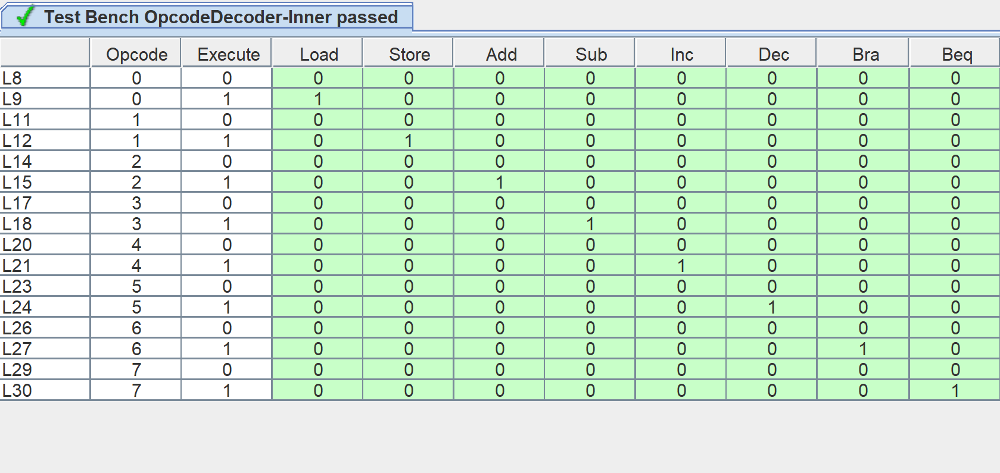 Test Bench OpcodeDecoder-Inner passed
Opcode Execute Load Store Add Sub Inc Dec Bra Beq
L8 0 0 0 0 0 0 0 0 0 0
L9 0 1 1 0 0 0 0 0 0 0
L11 1 0 0 0 0 0 0 0 0 0
L12 1 1 0 1 0 0 0 0 0 0
L14 2 0 0 0 0 0 0 0 0 0
L15 2 1 0 0 1 0 0 0 0 0
L17 3 0 0 0 0 0 0 0 0 0
L18 3 1 0 0 0 1 0 0 0 0
L20 4 0 0 0 0 0 0 0 0 0
L21 4 1 0 0 0 0 1 0 0 0
L23 5 0 0 0 0 0 0 0 0 0
L24 5 1 0 0 0 0 0 1 0 0
L26 6 0 0 0 0 0 0 0 0 0
L27 6 1 0 0 0 0 0 0 1 0
L29 7 0 0 0 0 0 0 0 0 0
L30 7 1 0 0 0 0 0 0 0 1